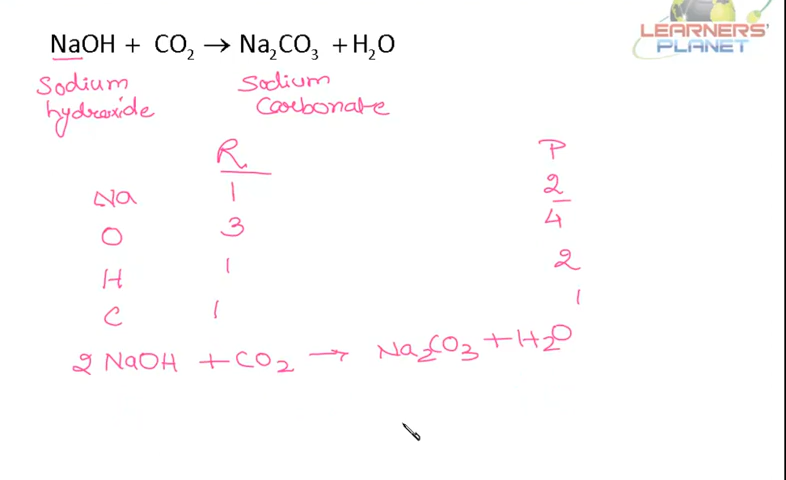 LEARNERS'
PLANET
NaOH + CO₂ → Na₂CO₃ + H₂O
Sodium hydroxide
Sodium Carbonate
R P
Na 1 2
O 3 4
H 1 2
C 1 1
2 NaOH + CO₂ → Na₂CO₃ + H₂O